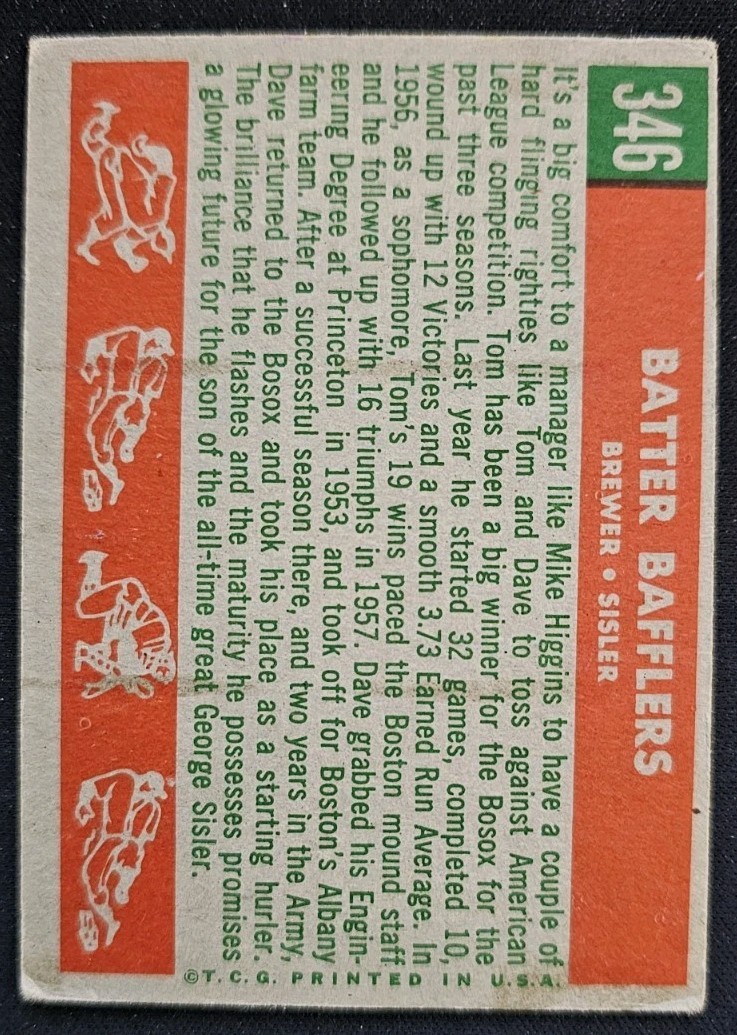 346
BATTER BAFFLERS
BREWER • SISLER
It's a big comfort to a manager like Mike Higgins to have a couple of
hard flinging righties like Tom and Dave to toss against American
League competition. Tom has been a big winner for the Bosox for the
past three seasons. Last year he started 32 games, completed 10,
wound up with 12 Victories and a smooth 3.73 Earned Run Average. In
1956, as a sophomore, Tom's 19 wins paced the Boston mound staff
and he followed up with 16 triumphs in 1957. Dave grabbed his Engin-
eering Degree at Princeton in 1953, and took off for Boston's Albany
farm team. After a successful season there, and two years in the Army,
Dave returned to the Bosox and took his place as a starting hurler.
The brilliance that he flashes and the maturity he possesses promises
a glowing future for the son of the all-time great George Sisler.
©T. C. G. PRINTED IN U.S.A.